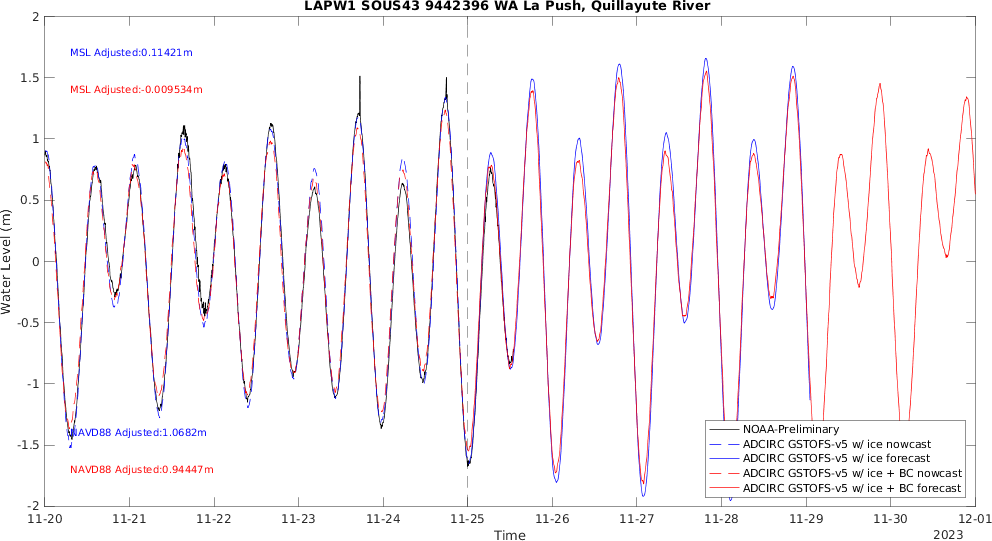 LAPW1 SOUS43 9442396 WA La Push, Quillayute River
MSL Adjusted:0.11421m
MSL Adjusted:-0.009534m
NAVD88 Adjusted:1.0682m
NAVD88 Adjusted:0.94447m
Water Level (m)
2
1.5
1
0.5
0
-0.5
-1
-1.5
-2
NOAA-Preliminary
ADCIRC GSTOFS-v5 w/ ice nowcast
ADCIRC GSTOFS-v5 w/ ice forecast
ADCIRC GSTOFS-v5 w/ ice + BC nowcast
ADCIRC GSTOFS-v5 w/ ice + BC forecast
11-20 11-21 11-22 11-23 11-24 11-25 11-26 11-27 11-28 11-29 11-30 12-01
Time
2023